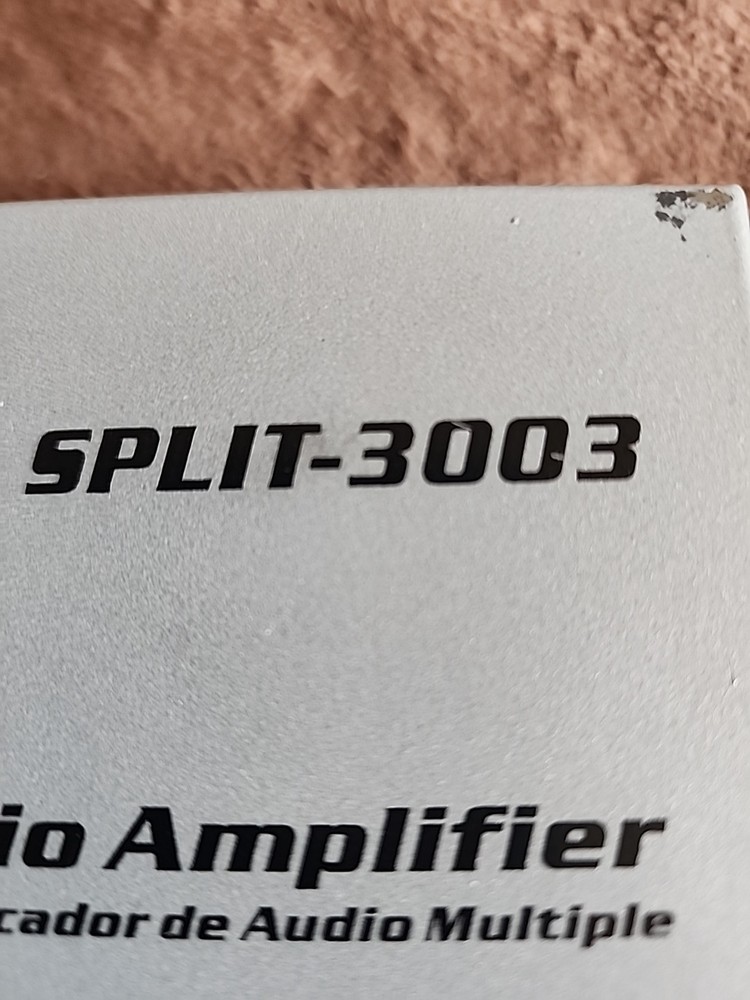 SPLIT-3003
io Amplifier
cador de Audio Multiple